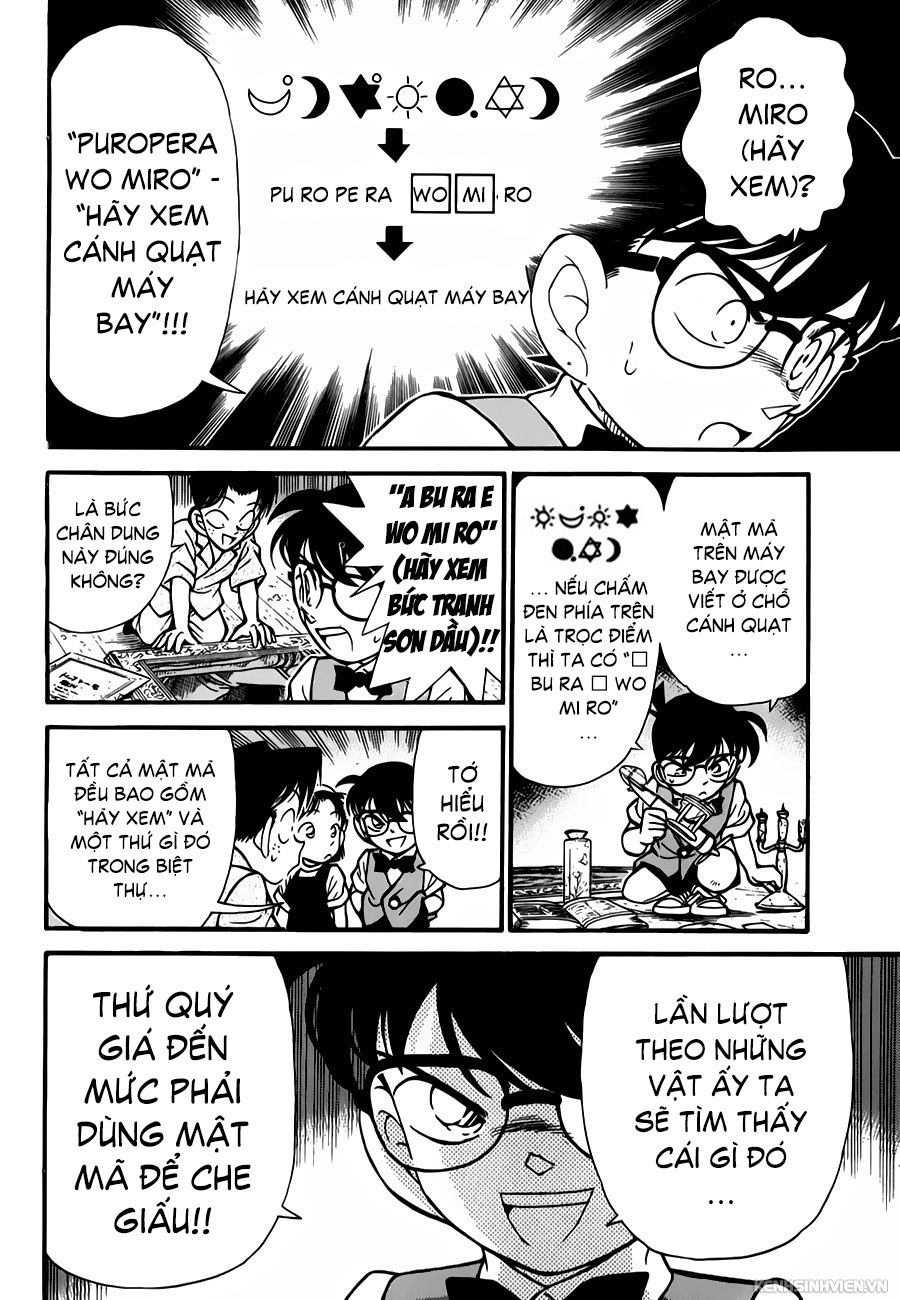 RO...
MIRO
(HÃY
XEM)?
PU RO PE RA WO MI RO
HÃY XEM CÁNH QUẠT MÁY BAY
"PUROPERA
WO MIRO" -
"HÃY XEM
CÁNH QUẠT
MÁY
BAY"!!!
MẬT MÃ
TRÊN MÁY
BAY ĐƯỢC
VIẾT Ở CHỖ
CÁNH QUẠT
...
... NẾU CHẤM
ĐEN PHÍA TRÊN
LÀ TRỌC ĐIỂM
THÌ TA CÓ "□
BU RA □ WO
MI RO"
...
"A BU RA E
WO MI RO"
(HÃY XEM
BỨC TRANH
SƠN DẦU)!!
LÀ BỨC
CHÂN DUNG
NÀY ĐÚNG
KHÔNG?
TỚ
HIỂU
RỒI!!
TẤT CẢ MẬT MÃ
ĐỀU BAO GỒM
"HÃY XEM" VÀ
MỘT THỨ GÌ ĐÓ
TRONG BIỆT
THỰ...
LẦN LƯỢT
THEO NHỮNG
VẬT ẤY TA
SẼ TÌM THẤY
CÁI GÌ ĐÓ
...
THỨ QUÝ
GIÁ ĐẾN
MỨC PHẢI
DÙNG MẬT
MÃ ĐỂ CHE
GIẤU!!
KENHSINHVIEN.VN